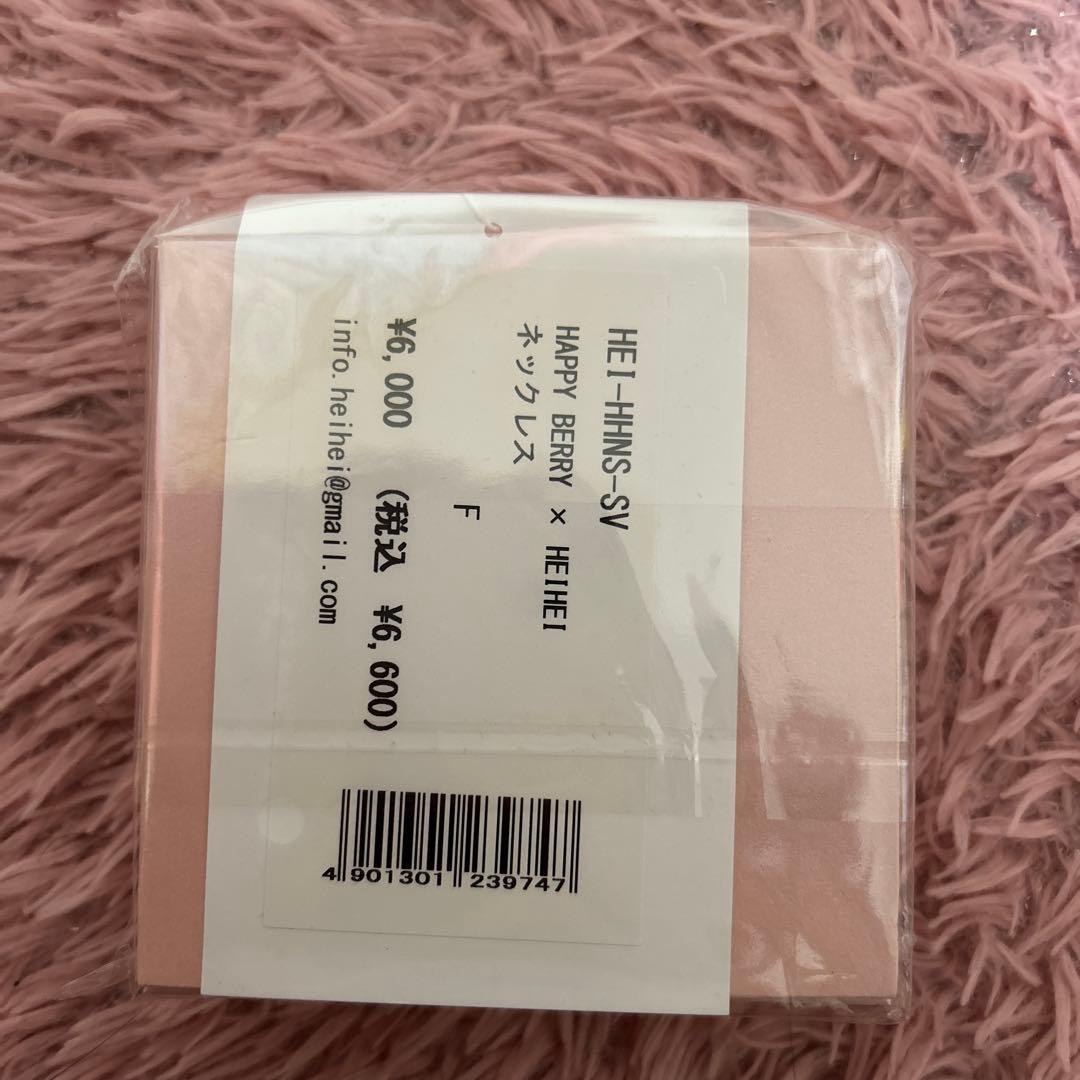 HEI-HHNS-SV
HAPPY BERRY × HEIHEI
ネックレス
F
¥6,000 (税込 ¥6,600)
info.heihei@gmail.com
4 901301 239747